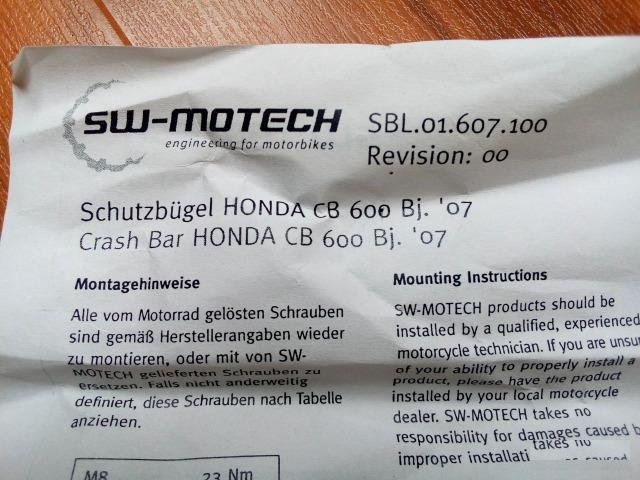 SW-MOTECH
engineering for motorbikes
SBL.01.607.100
Revision: 00
Schutzbügel HONDA CB 600 Bj. '07
Crash Bar HONDA CB 600 Bj. '07
Montagehinweise
Alle vom Motorrad gelösten Schrauben
sind gemäß Herstellerangaben wieder
zu montieren, oder mit von SW-
MOTECH gelieferten Schrauben zu
ersetzen. Falls nicht anderweitig
definiert, diese Schrauben nach Tabelle
anziehen.
M8 23 Nm
Mounting Instructions
SW-MOTECH products should be
installed by a qualified, experienced
motorcycle technician. If you are unsu
of your ability to properly install a
product, please have the product
installed by your local motorcycle
dealer. SW-MOTECH takes no
responsibility for damages caused b
takes no
improper installati